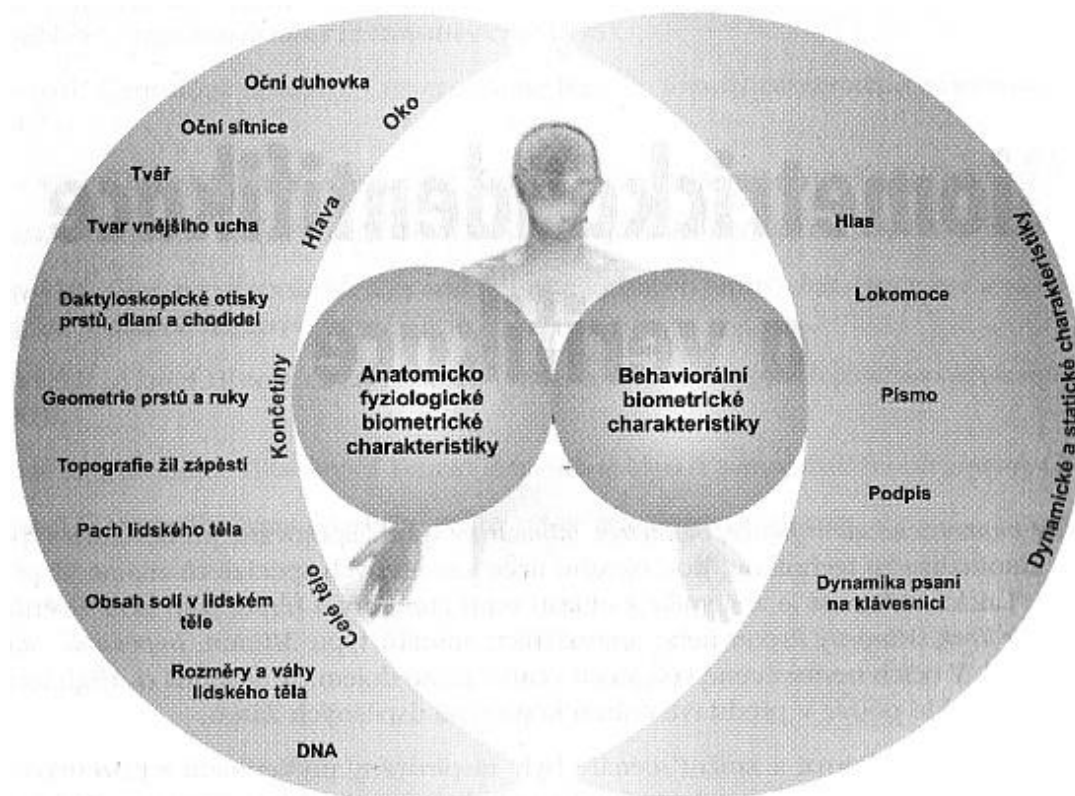 Oční duhovka
Oční sítnice
Tvář
Tvar vnějšího ucha
Daktyloskopické otisky
prstů, dlaní a chodidel
Geometrie prstů a ruky
Topografie žil zápěstí
Pach lidského těla
Obsah solí v lidském
těle
Rozměry a váhy
lidského těla
DNA
Oko
Hlava
Končetiny
Celé tělo
Anatomicko
fyziologické
biometrické
charakteristiky
Behaviorální
biometrické
charakteristiky
Hlas
Lokomoce
Písmo
Podpis
Dynamika psaní
na klávesnici
Dynamické a statické charakteristiky